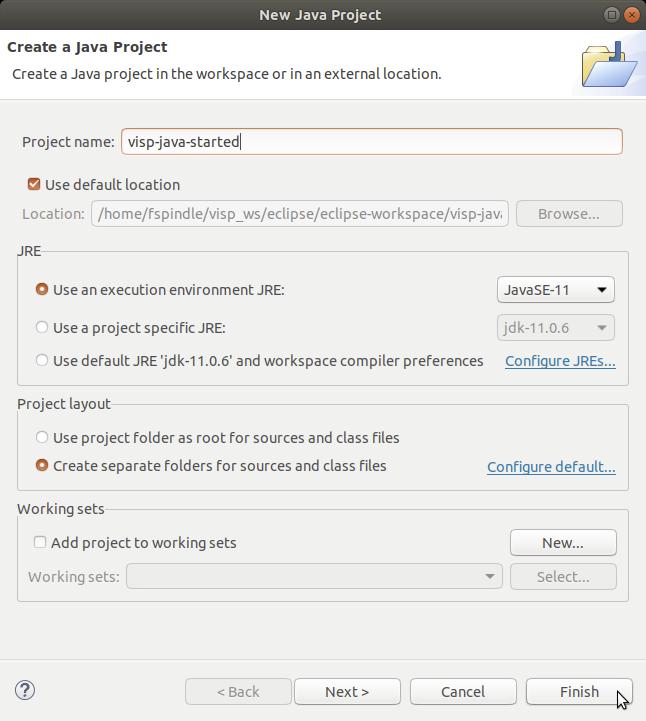 New Java Project
Create a Java Project
Create a Java project in the workspace or in an external location.
Project name: visp-java-started
Use default location
Location: /home/fspindle/visp_ws/eclipse/eclipse-workspace/visp-java Browse...
JRE
Use an execution environment JRE: JavaSE-11
Use a project specific JRE: jdk-11.0.6
Use default JRE 'jdk-11.0.6' and workspace compiler preferences Configure JREs...
Project layout
Use project folder as root for sources and class files
Create separate folders for sources and class files Configure default...
Working sets
Add project to working sets New...
Working sets: Select...
? < Back Next > Cancel Finish